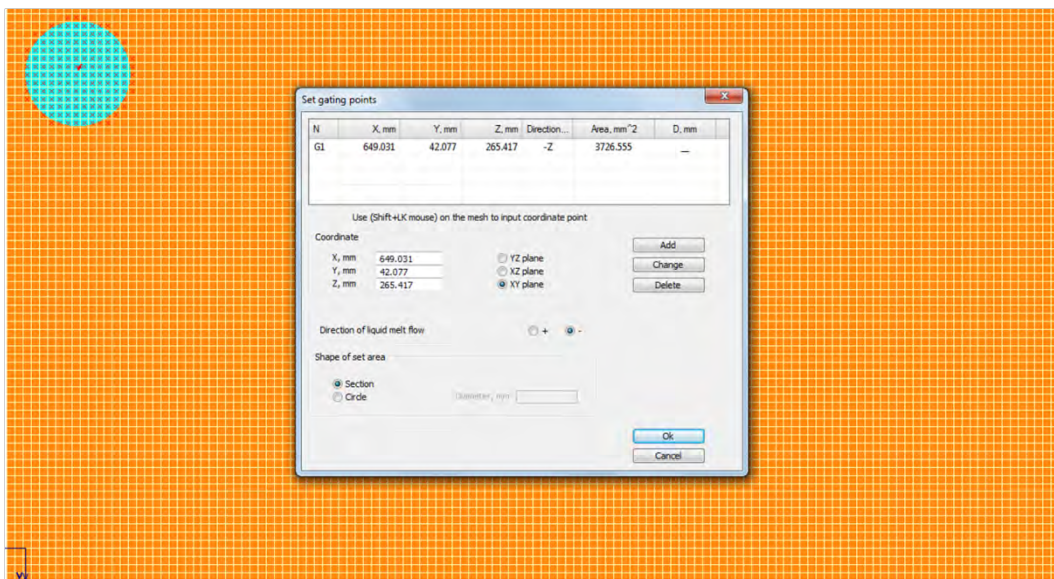 Set gating points
N X, mm Y, mm Z, mm Direction... Area, mm^2 D, mm
G1 649.031 42.077 265.417 -Z 3726.555 __
Use (Shift+LK mouse) on the mesh to input coordinate point
Coordinate Add
X, mm 649.031 YZ plane
Change
Y, mm 42.077 XZ plane
Z, mm 265.417 XY plane Delete
Direction of liquid melt flow + -
Shape of set area
Section
Circle Diameter, mm
Ok
Cancel